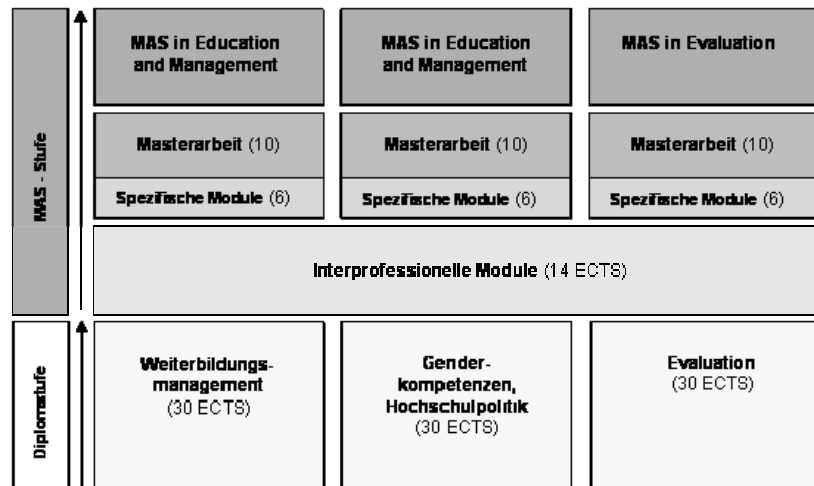 MAS - Stufe
MAS in Education
and Management
MAS in Education
and Management
MAS in Evaluation
Masterarbeit (10)
Masterarbeit (10)
Masterarbeit (10)
Spezifische Module (6)
Spezifische Module (6)
Spezifische Module (6)
Interprofessionelle Module (14 ECTS)
Diplomstufe
Weiterbildungs-
management
(30 ECTS)
Gender-
kompetenzen,
Hochschulpolitik
(30 ECTS)
Evaluation
(30 ECTS)